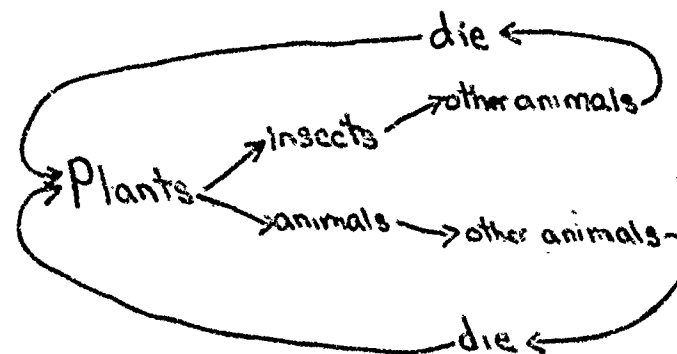 die
other animals
insects
Plants
animals
other animals
die